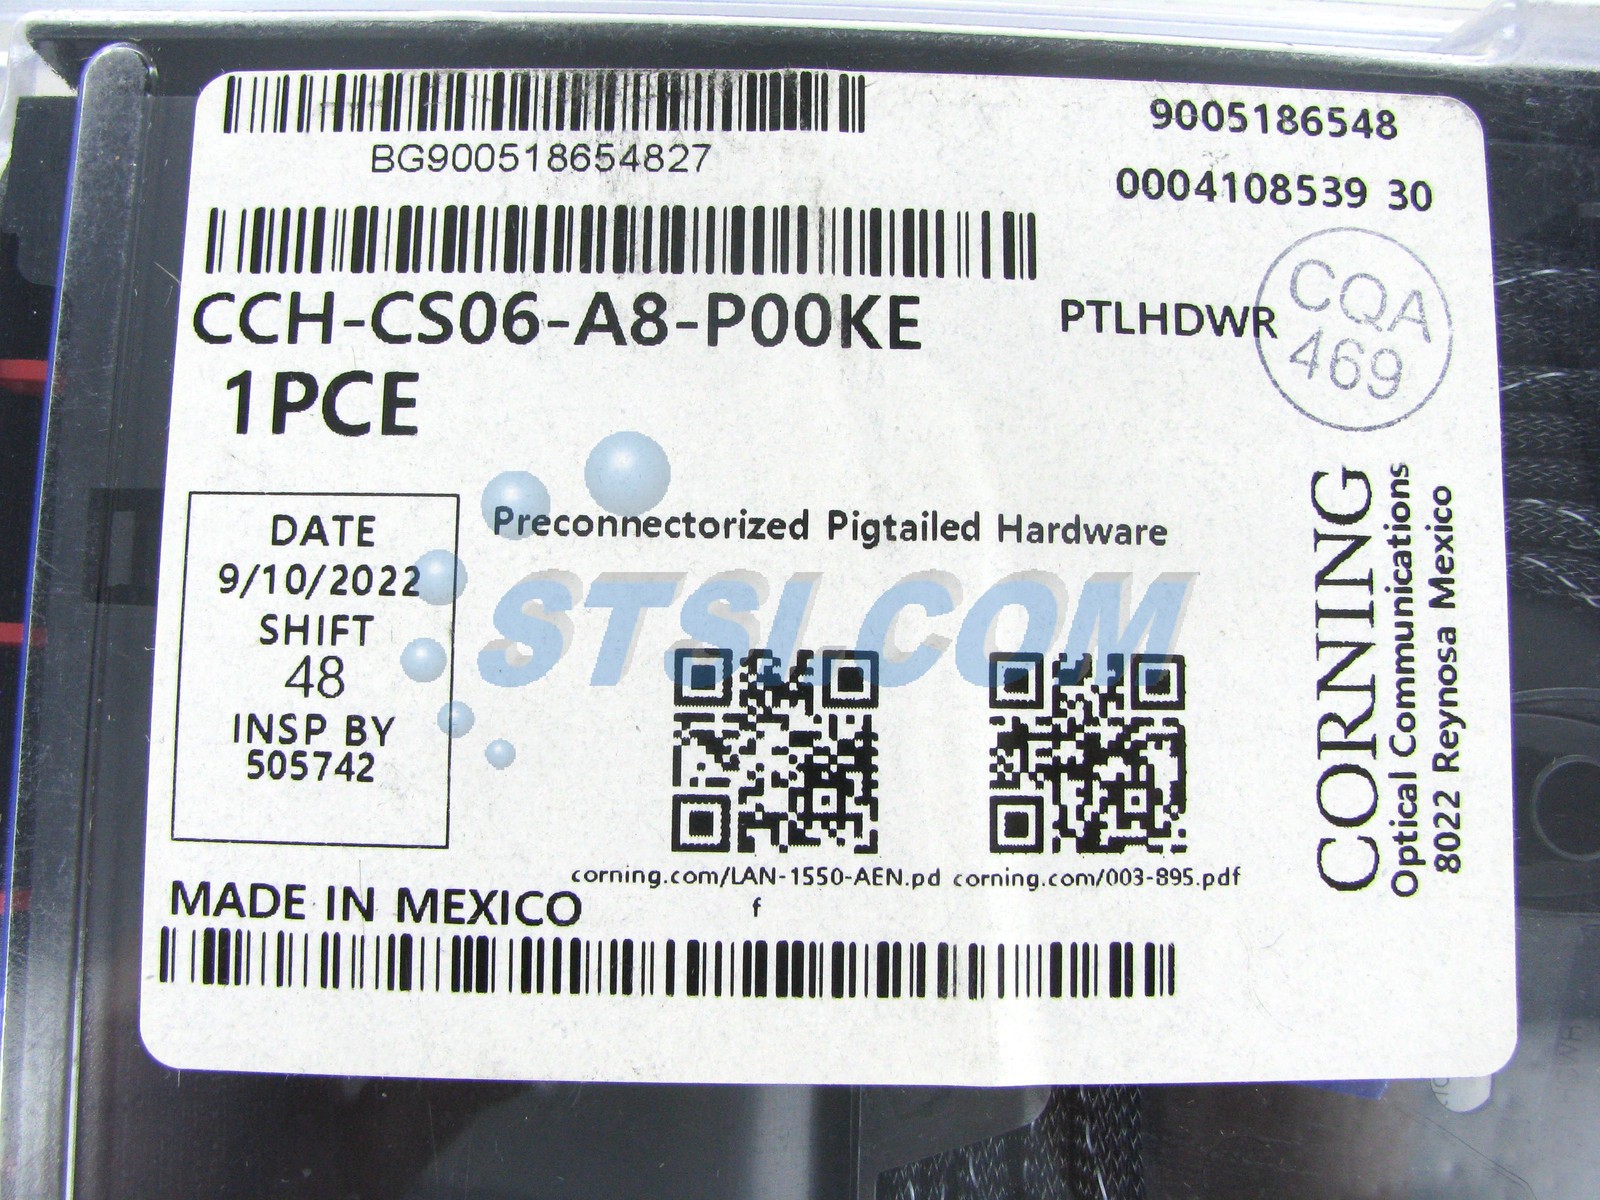 BG900518654827
9005186548
0004108539 30
CCH-CS06-A8-P00KE
PTLHDWR
CQA
469
1PCE
Preconnectorized Pigtailed Hardware
DATE
9/10/2022
SHIFT
48
INSP BY
505742
STSI.COM
corning.com/LAN-1550-AEN.pd
f
corning.com/003-895.pdf
CORNING
Optical Communications
8022 Reynosa Mexico
MADE IN MEXICO